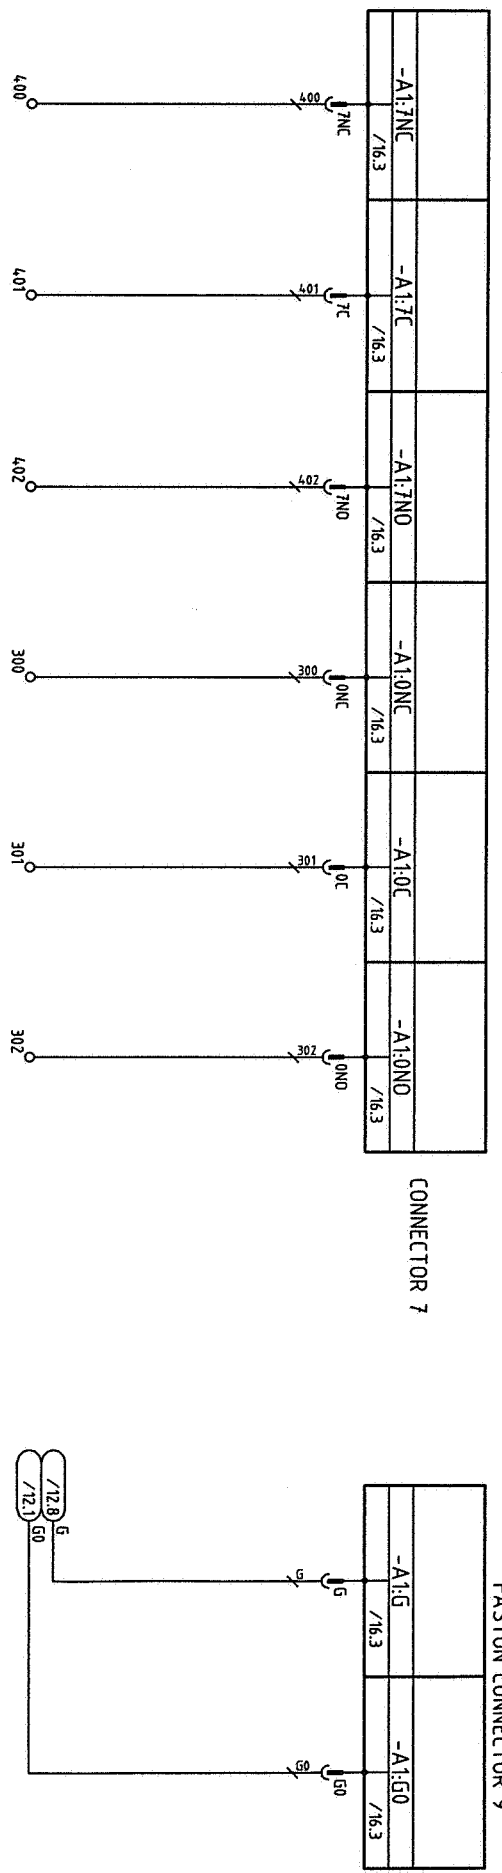 -A1:7NC
/16.3
7NC
400
400
-A1:7C
/16.3
7C
401
401
-A1:7NO
/16.3
7NO
402
402
-A1:0NC
/16.3
0NC
300
300
-A1:0C
/16.3
0C
301
301
-A1:0NO
/16.3
0NO
302
302
CONNECTOR 7
FASTON CONNECTOR 9
-A1:G
/16.3
G
G
G
/12.8
-A1:G0
/16.3
G0
G0
G0
/12.1